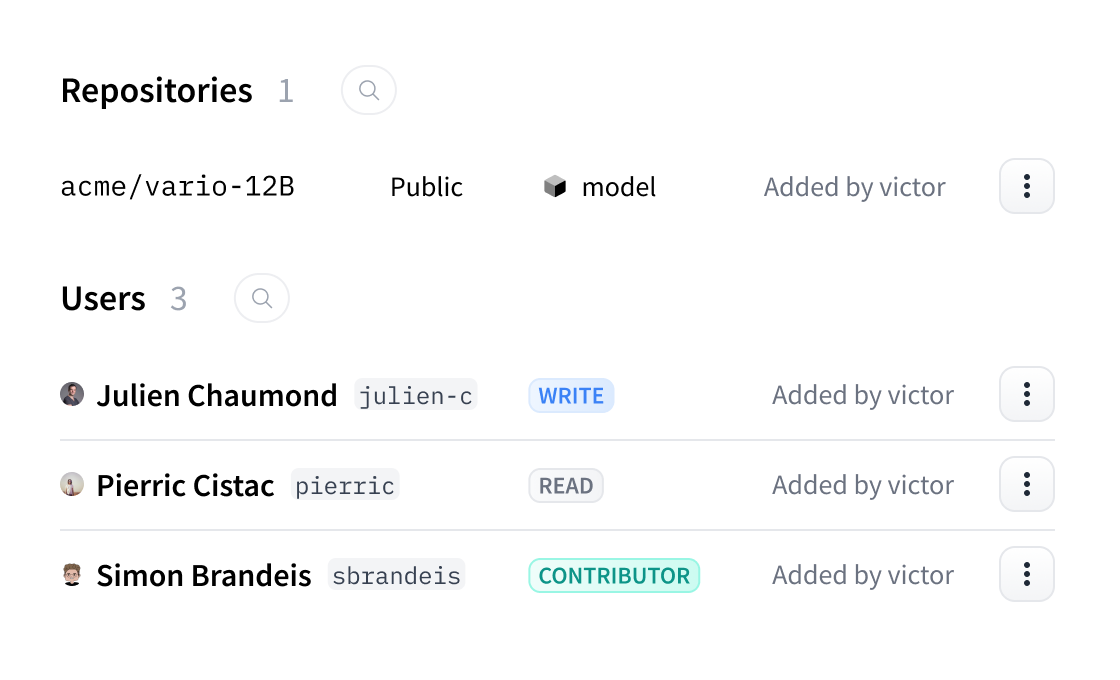 Repositories 1
acme/vario-12B Public model Added by victor
Users 3
Julien Chaumond julien-c WRITE Added by victor
Pierric Cistac pierric READ Added by victor
Simon Brandeis sbrandeis CONTRIBUTOR Added by victor